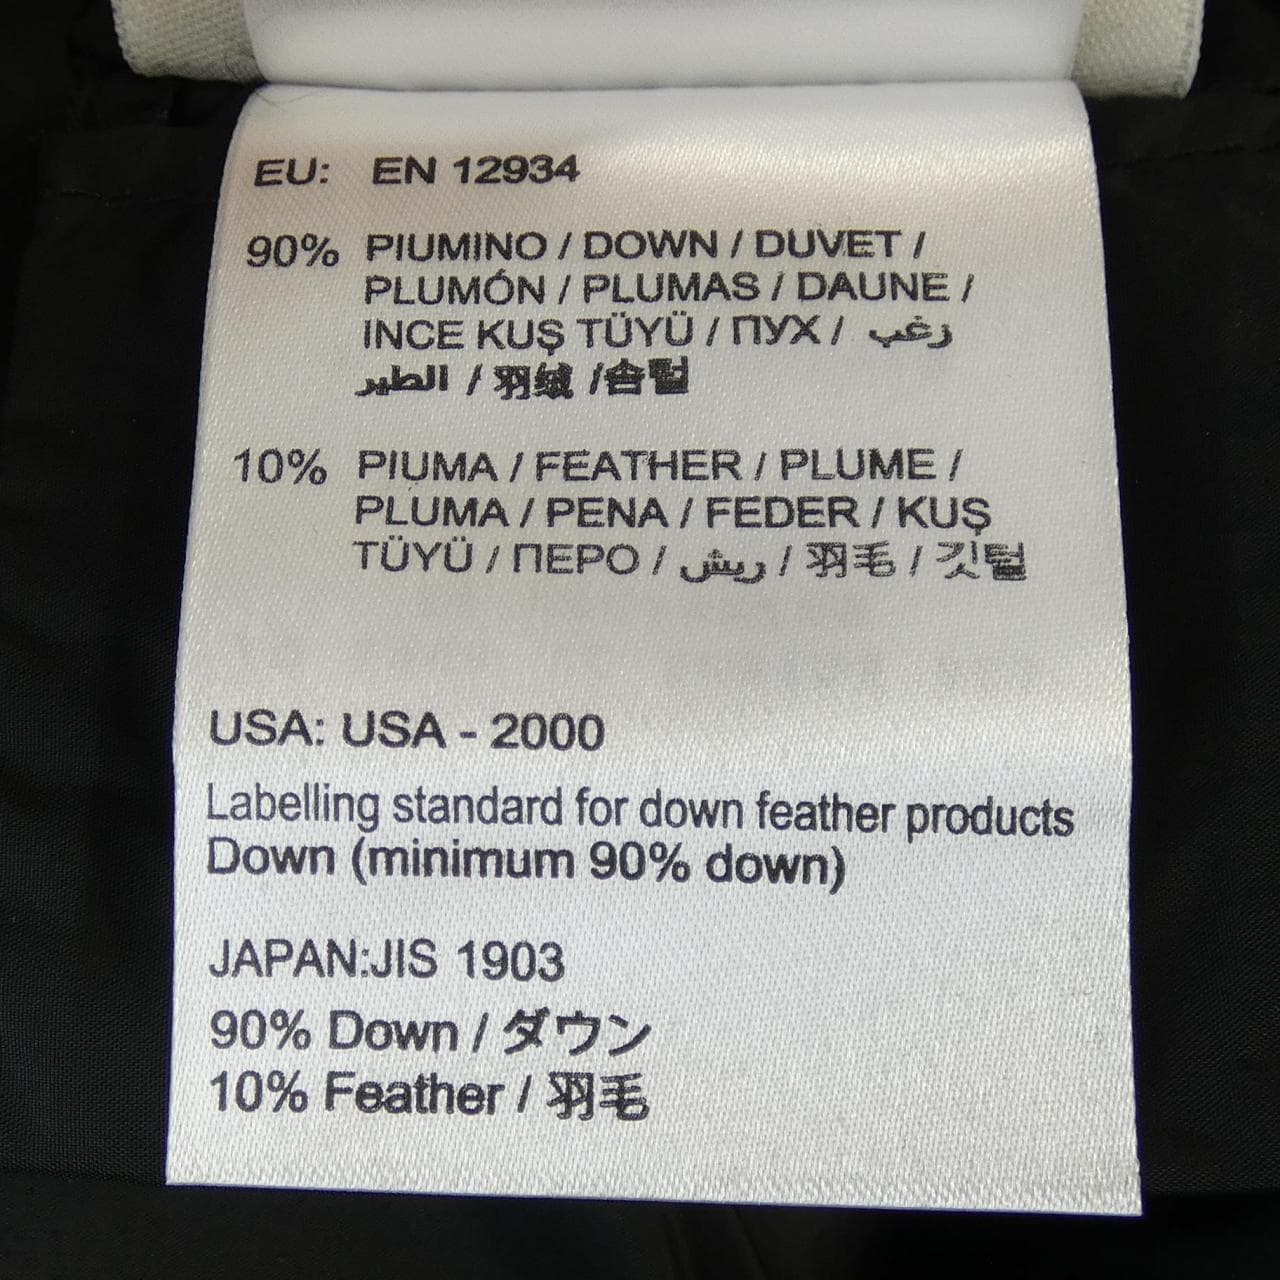 EU: EN 12934
90% PIUMINO / DOWN / DUVET /
PLUMÓN / PLUMAS / DAUNE /
INCE KUŞ TÜYÜ / ПУХ / زغب
الطير / 羽绒 /솜털
10% PIUMA / FEATHER / PLUME /
PLUMA / PENA / FEDER / KUŞ
TÜYÜ / ПЕРО / ريش / 羽毛 / 깃털
USA: USA - 2000
Labelling standard for down feather products
Down (minimum 90% down)
JAPAN:JIS 1903
90% Down / ダウン
10% Feather / 羽毛